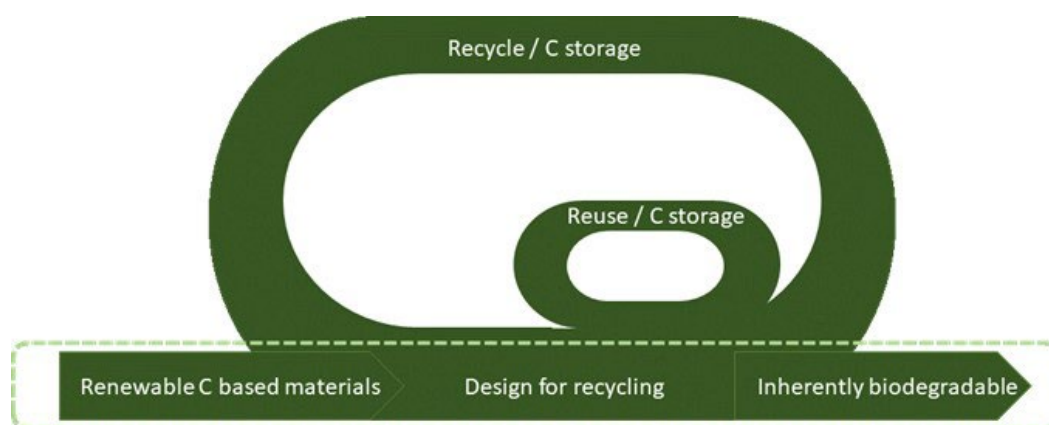 Recycle / C storage
Reuse / C storage
Renewable C based materials
Design for recycling
Inherently biodegradable